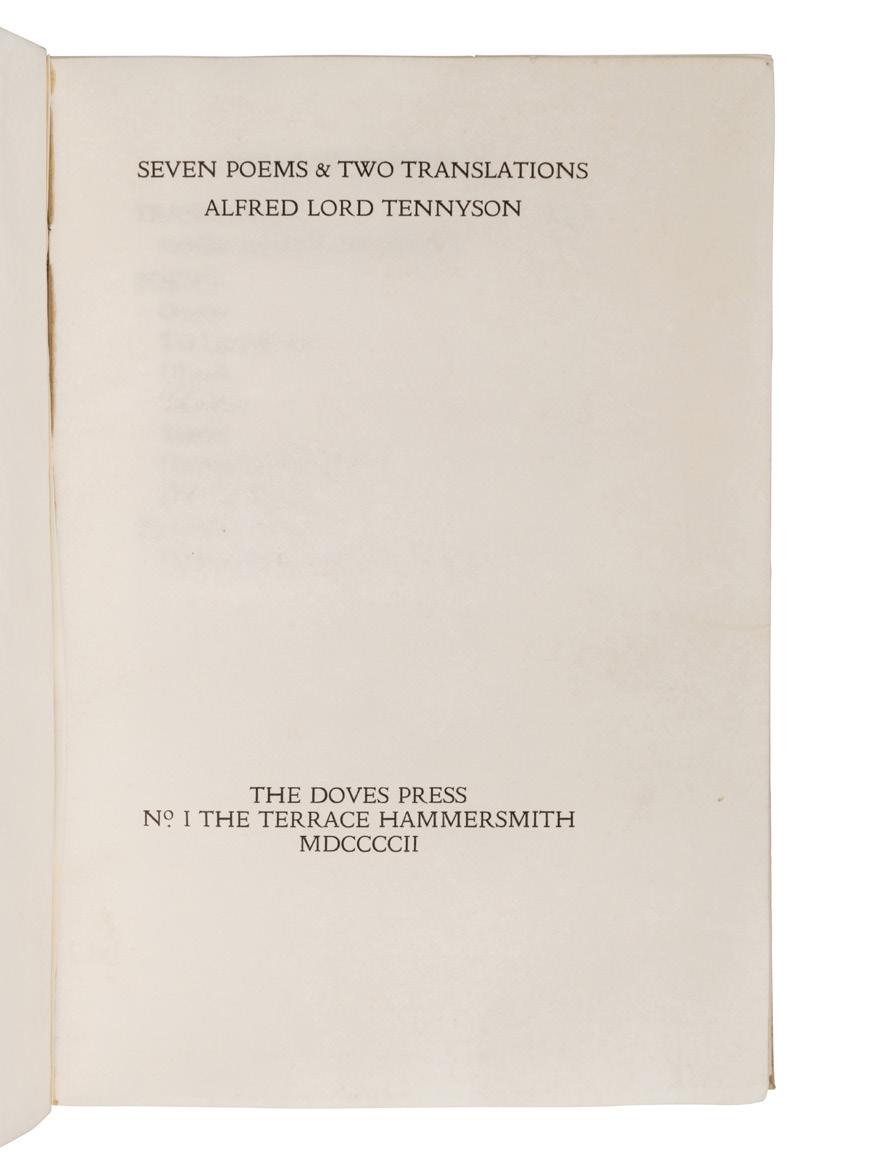 SEVEN POEMS & TWO TRANSLATIONS
ALFRED LORD TENNYSON
THE DOVES PRESS
Nº I THE TERRACE HAMMERSMITH
MDCCCCII